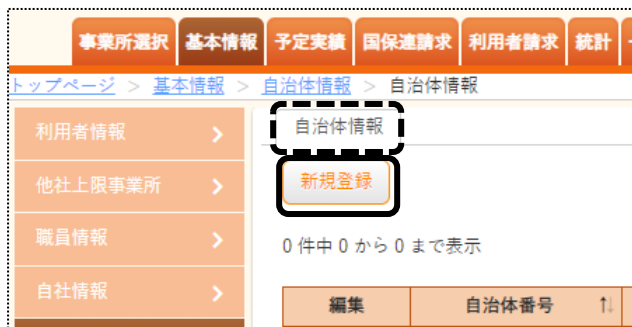 事業所選択 基本情報 予定実績 国保連請求 利用者請求 統計
トップページ > 基本情報 > 自治体情報 > 自治体情報
利用者情報
他社上限事業所
職員情報
自社情報
自治体情報
新規登録
0 件中 0 から 0 まで表示
編集 自治体番号